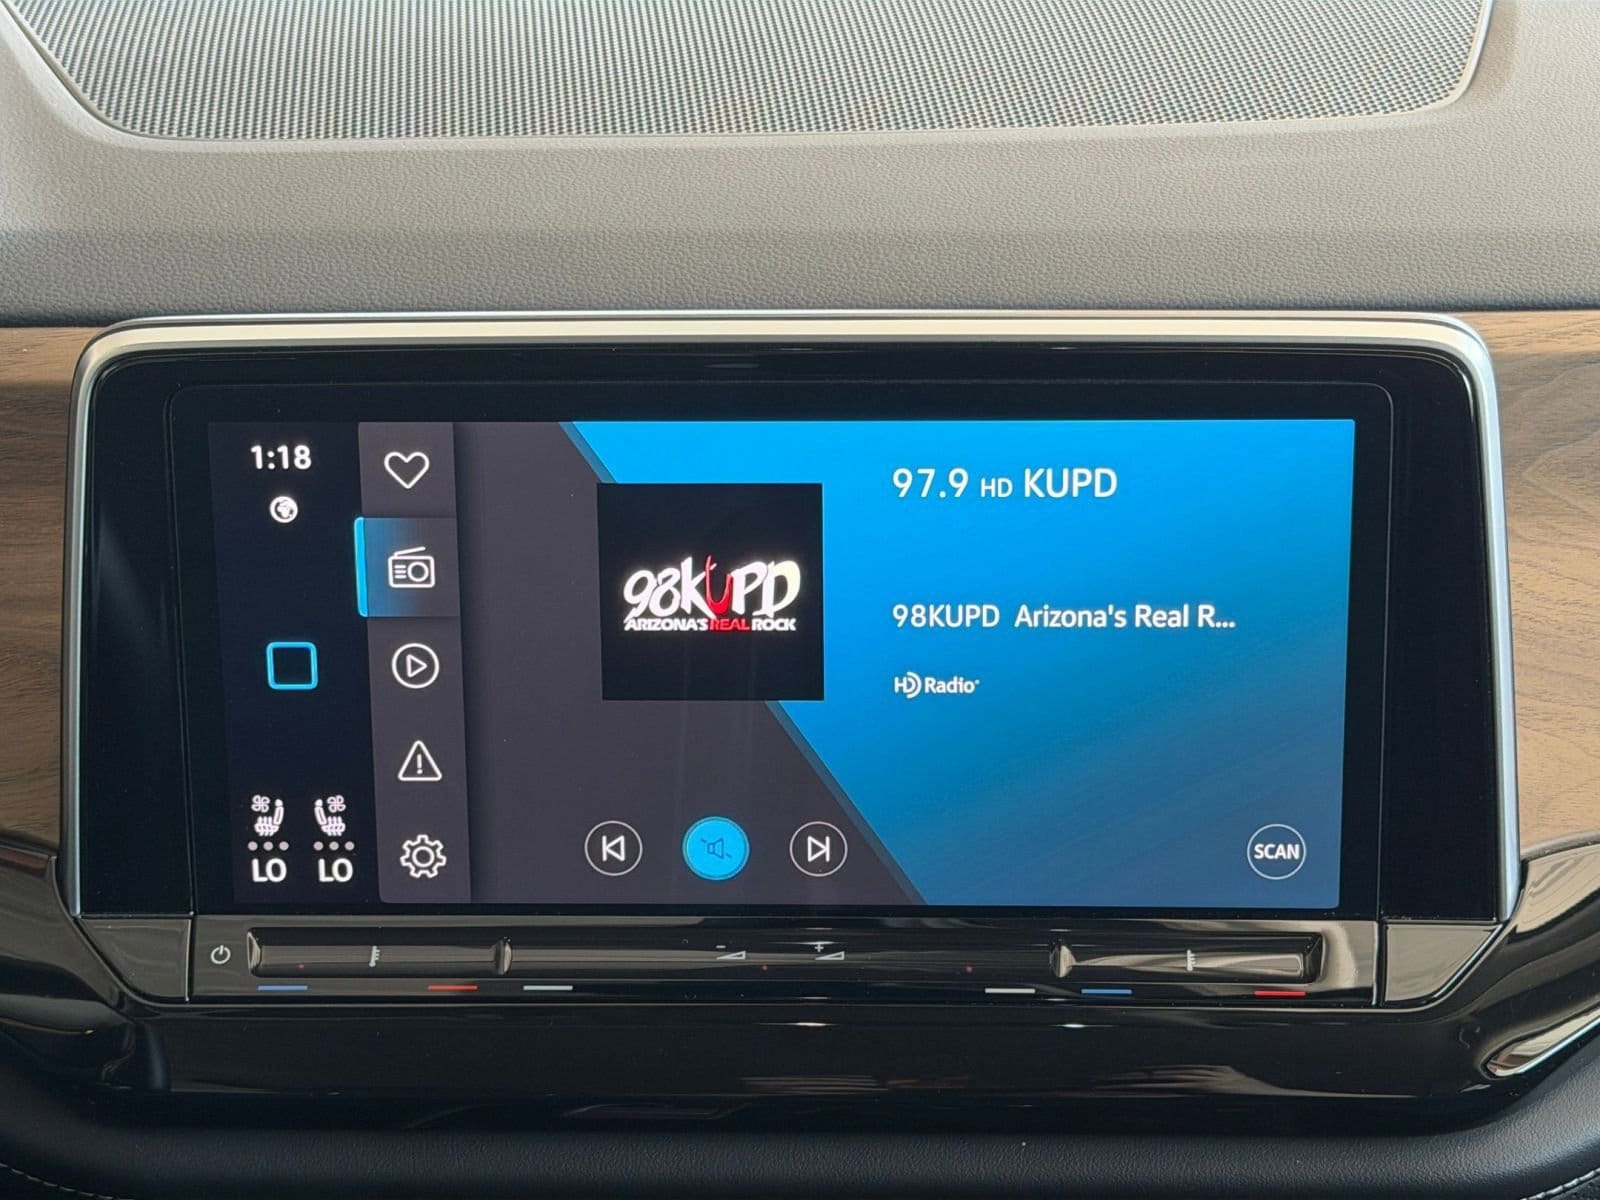 1:18
97.9 HD KUPD
98KUPD
ARIZONA'S REAL ROCK
98KUPD Arizona's Real R...
HD Radio
SCAN
LO LO